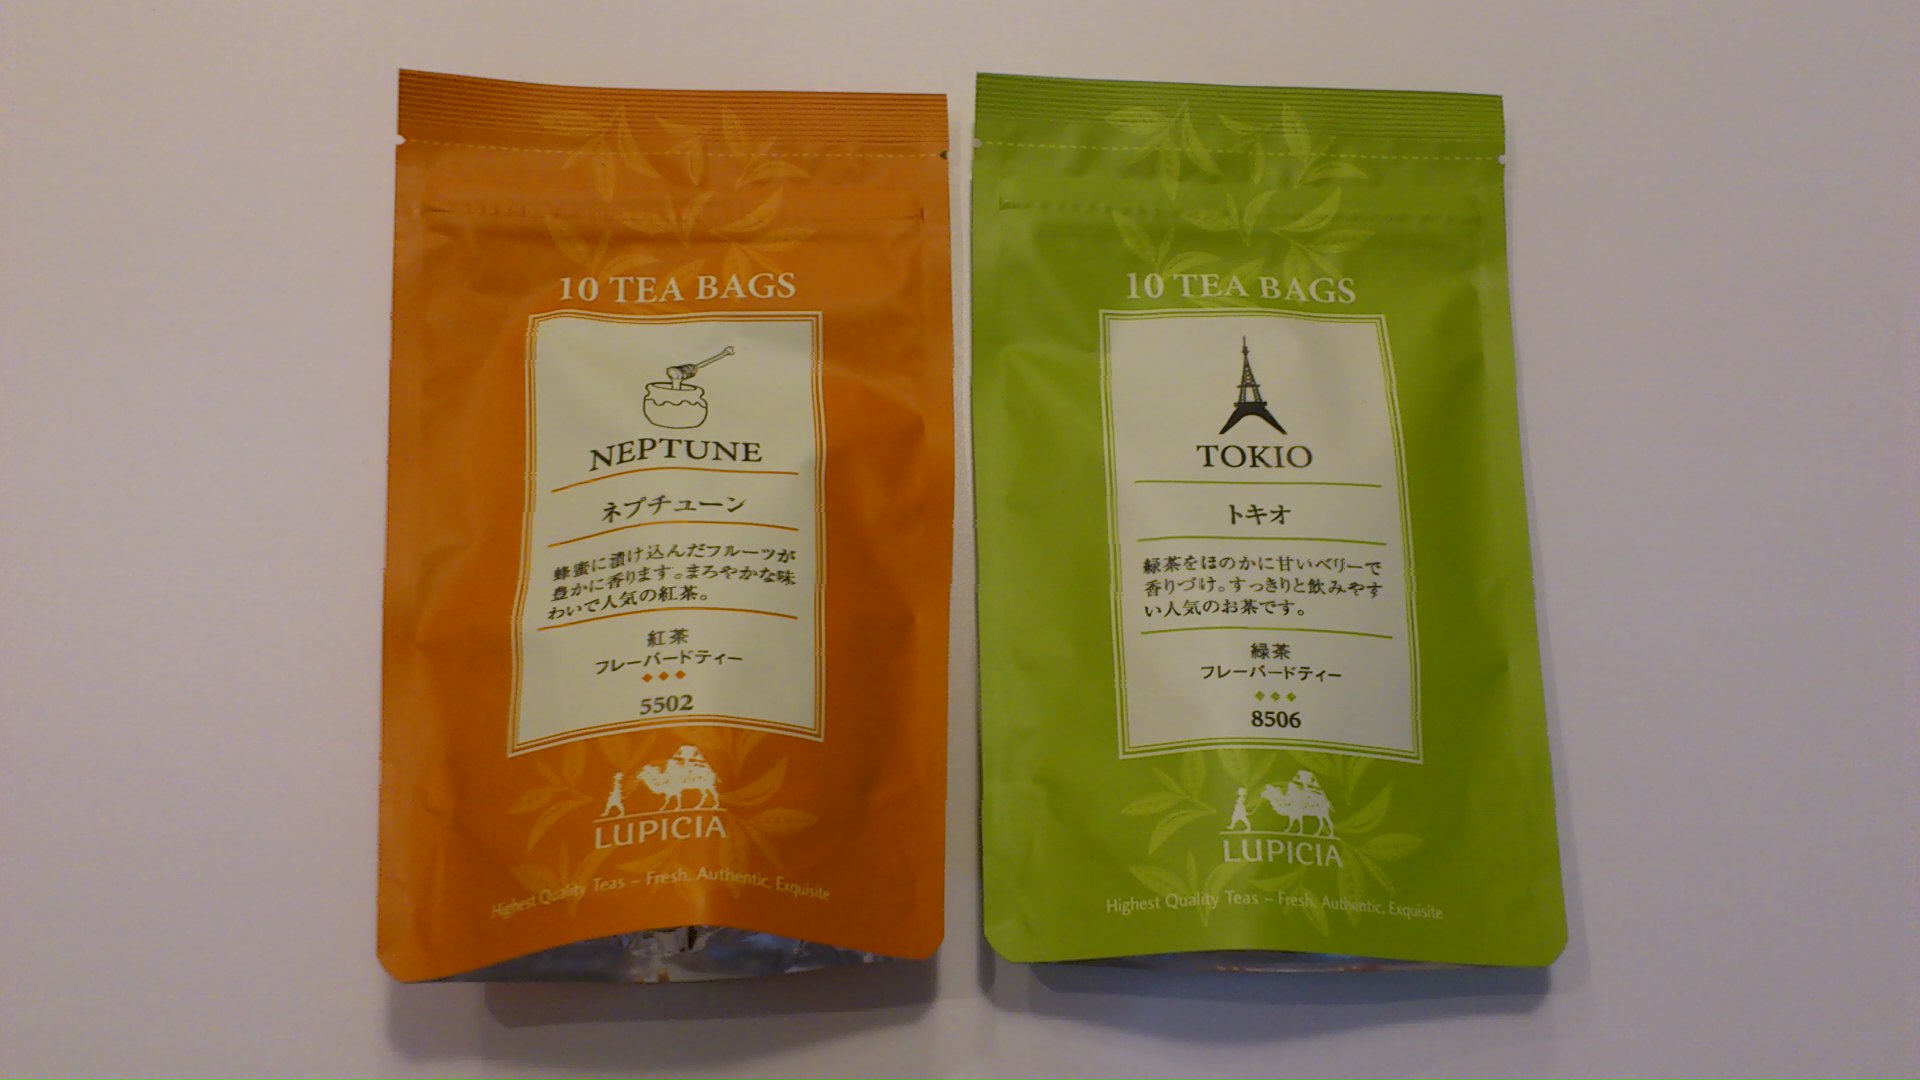 10 TEA BAGS
NEPTUNE
ネプチューン
蜂蜜に漬け込んだフルーツが
豊かに香ります。まろやかな味
わいで人気の紅茶。
紅茶
フレーバードティー
5502
LUPICIA
Highest Quality Teas – Fresh, Authentic, Exquisite
10 TEA BAGS
TOKIO
トキオ
緑茶をほのかに甘いベリーで
香りづけ。すっきりと飲みやす
い人気のお茶です。
緑茶
フレーバードティー
8506
LUPICIA
Highest Quality Teas – Fresh, Authentic, Exquisite